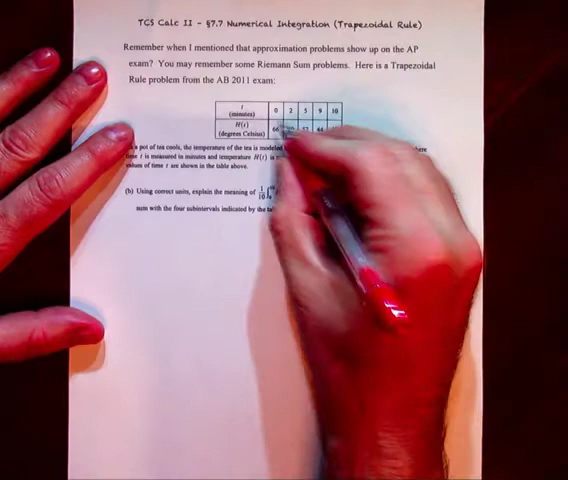 TCS Calc II - §7.7 Numerical Integration (Trapezoidal Rule)
Remember when I mentioned that approximation problems show up on the AP
exam? You may remember some Riemann Sum problems. Here is a Trapezoidal
Rule problem from the AB 2011 exam:
t (minutes) 0 2 5 9 10
H(t) (degrees Celsius) 66
a pot of tea cools, the temperature of the tea is modeled
time t is measured in minutes and temperature H(t) is
values of time t are shown in the table above.
(b) Using correct units, explain the meaning of 1/10 ∫
sum with the four subintervals indicated by the